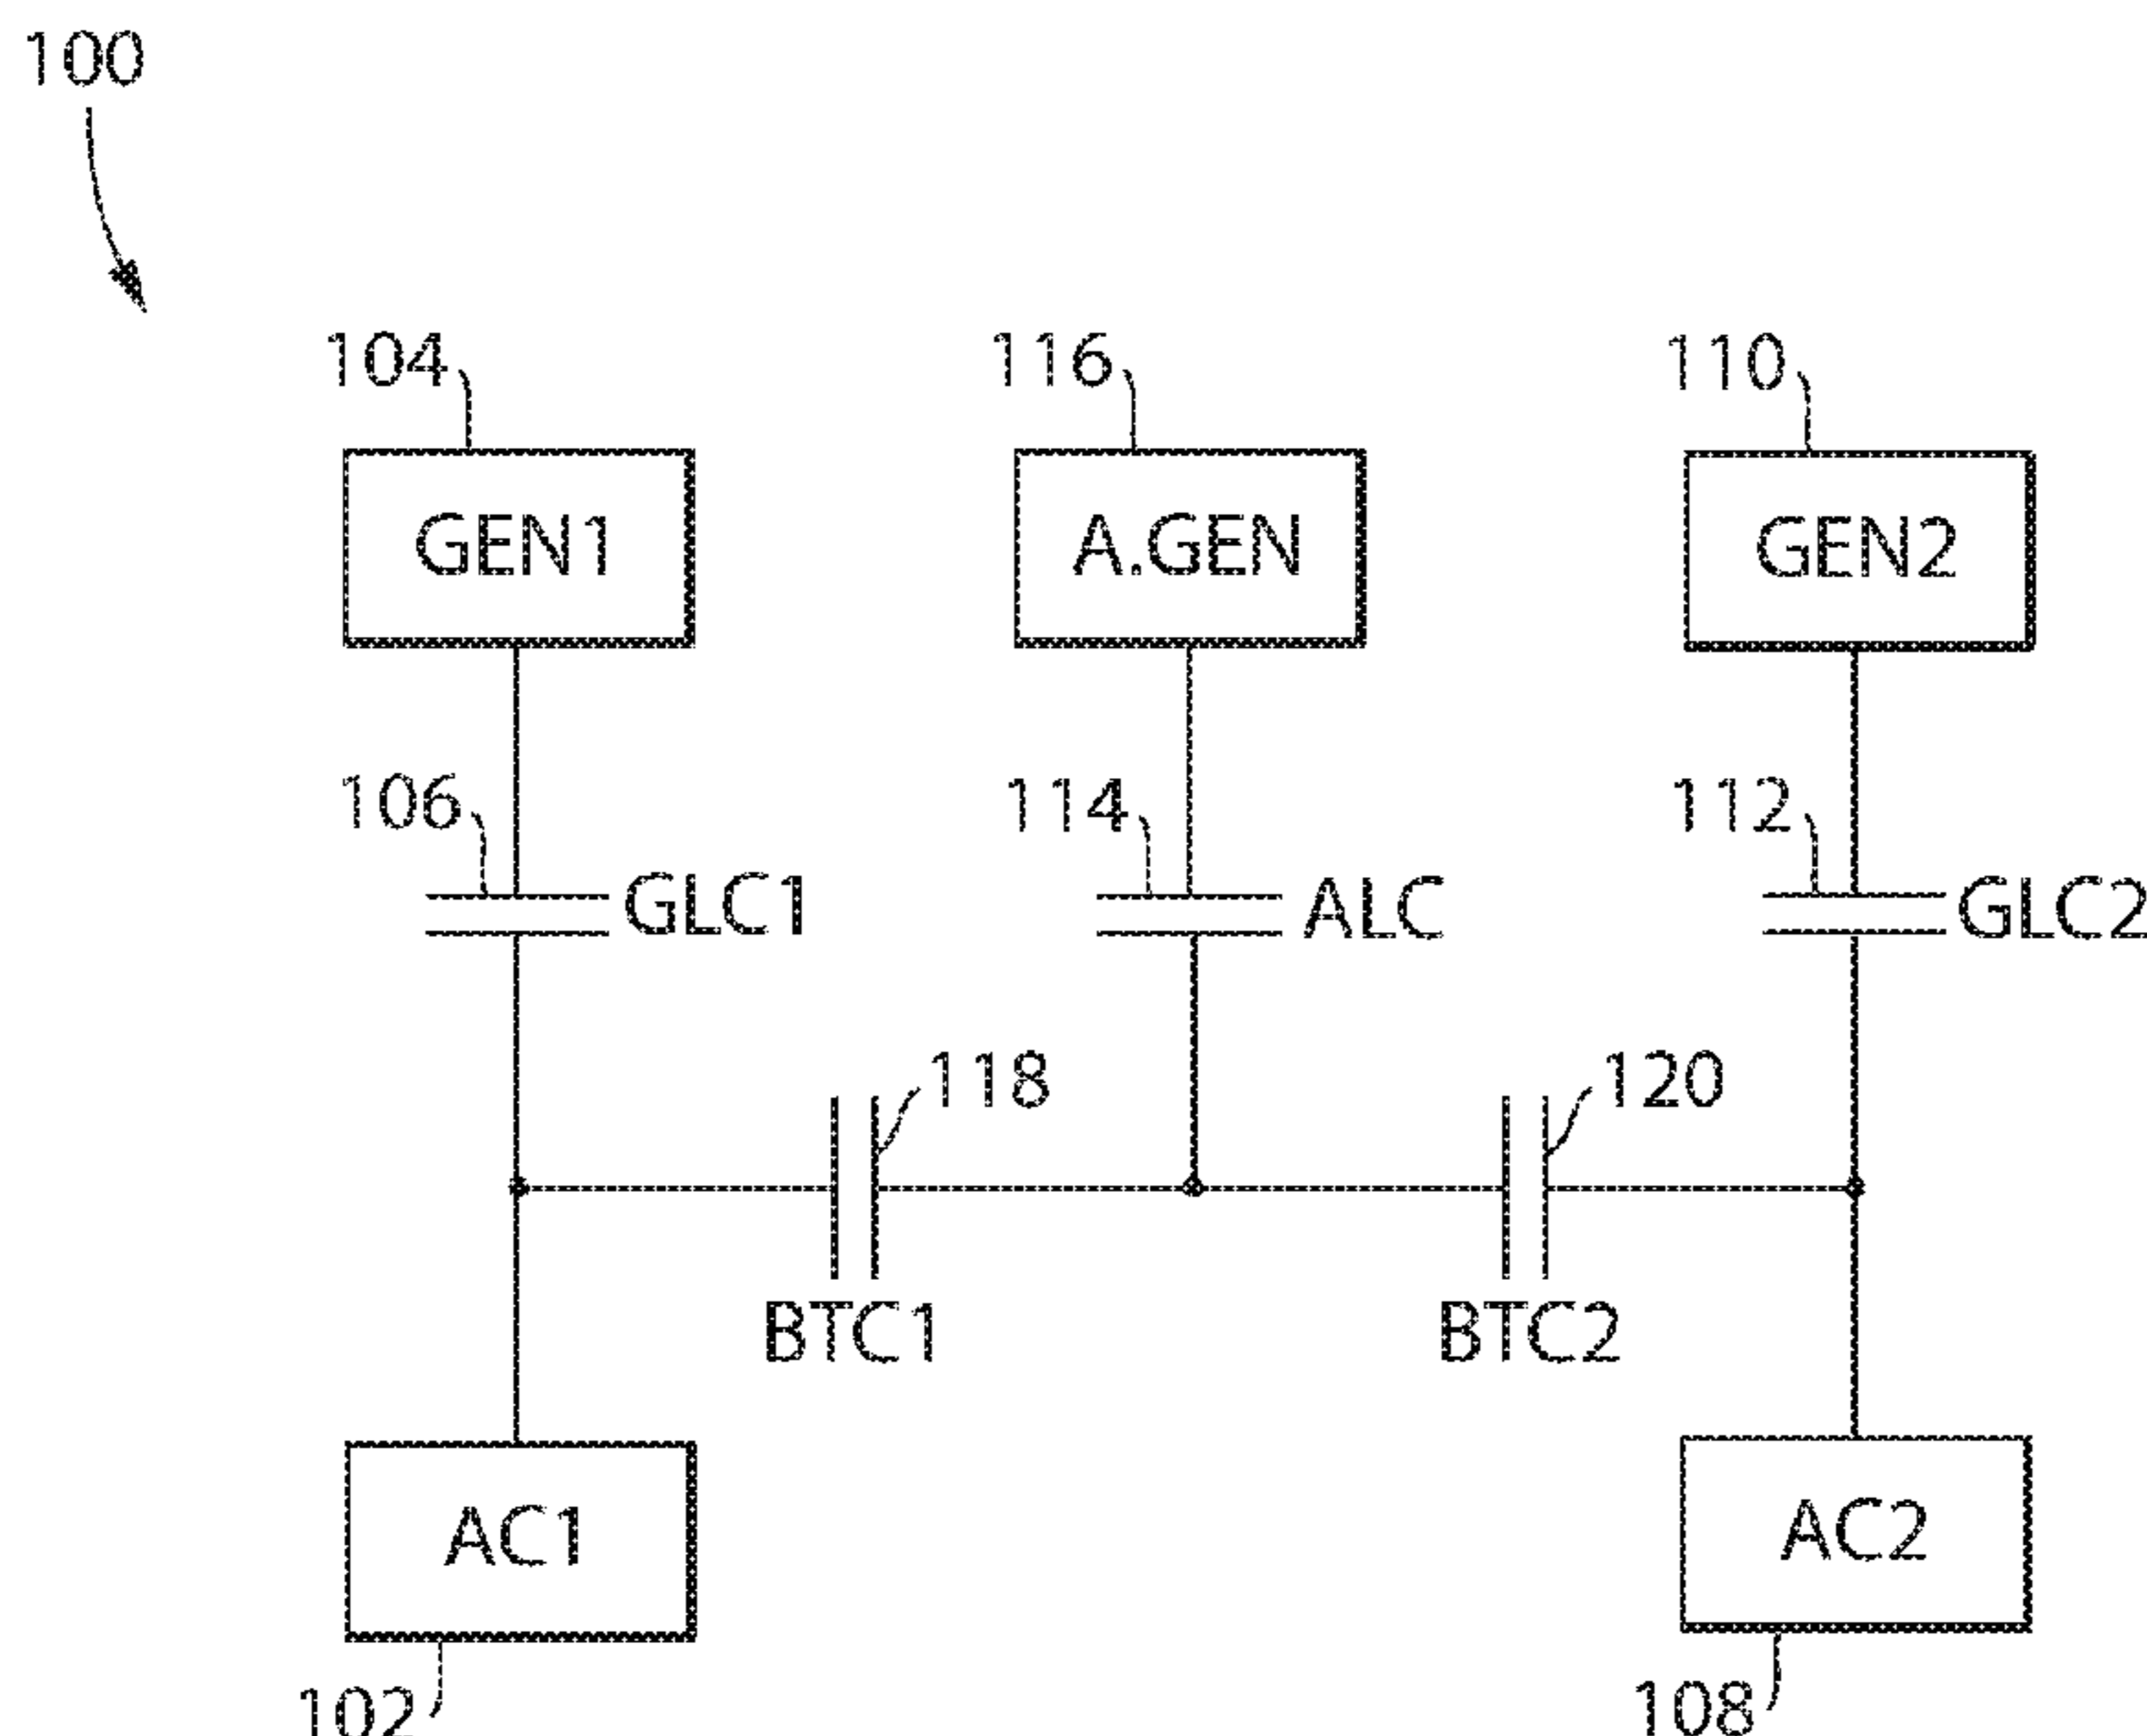 100
104
116
110
GEN1
A.GEN
GEN2
106
114
112
GLC1
ALC
GLC2
118
120
BTC1
BTC2
AC1
AC2
102
108